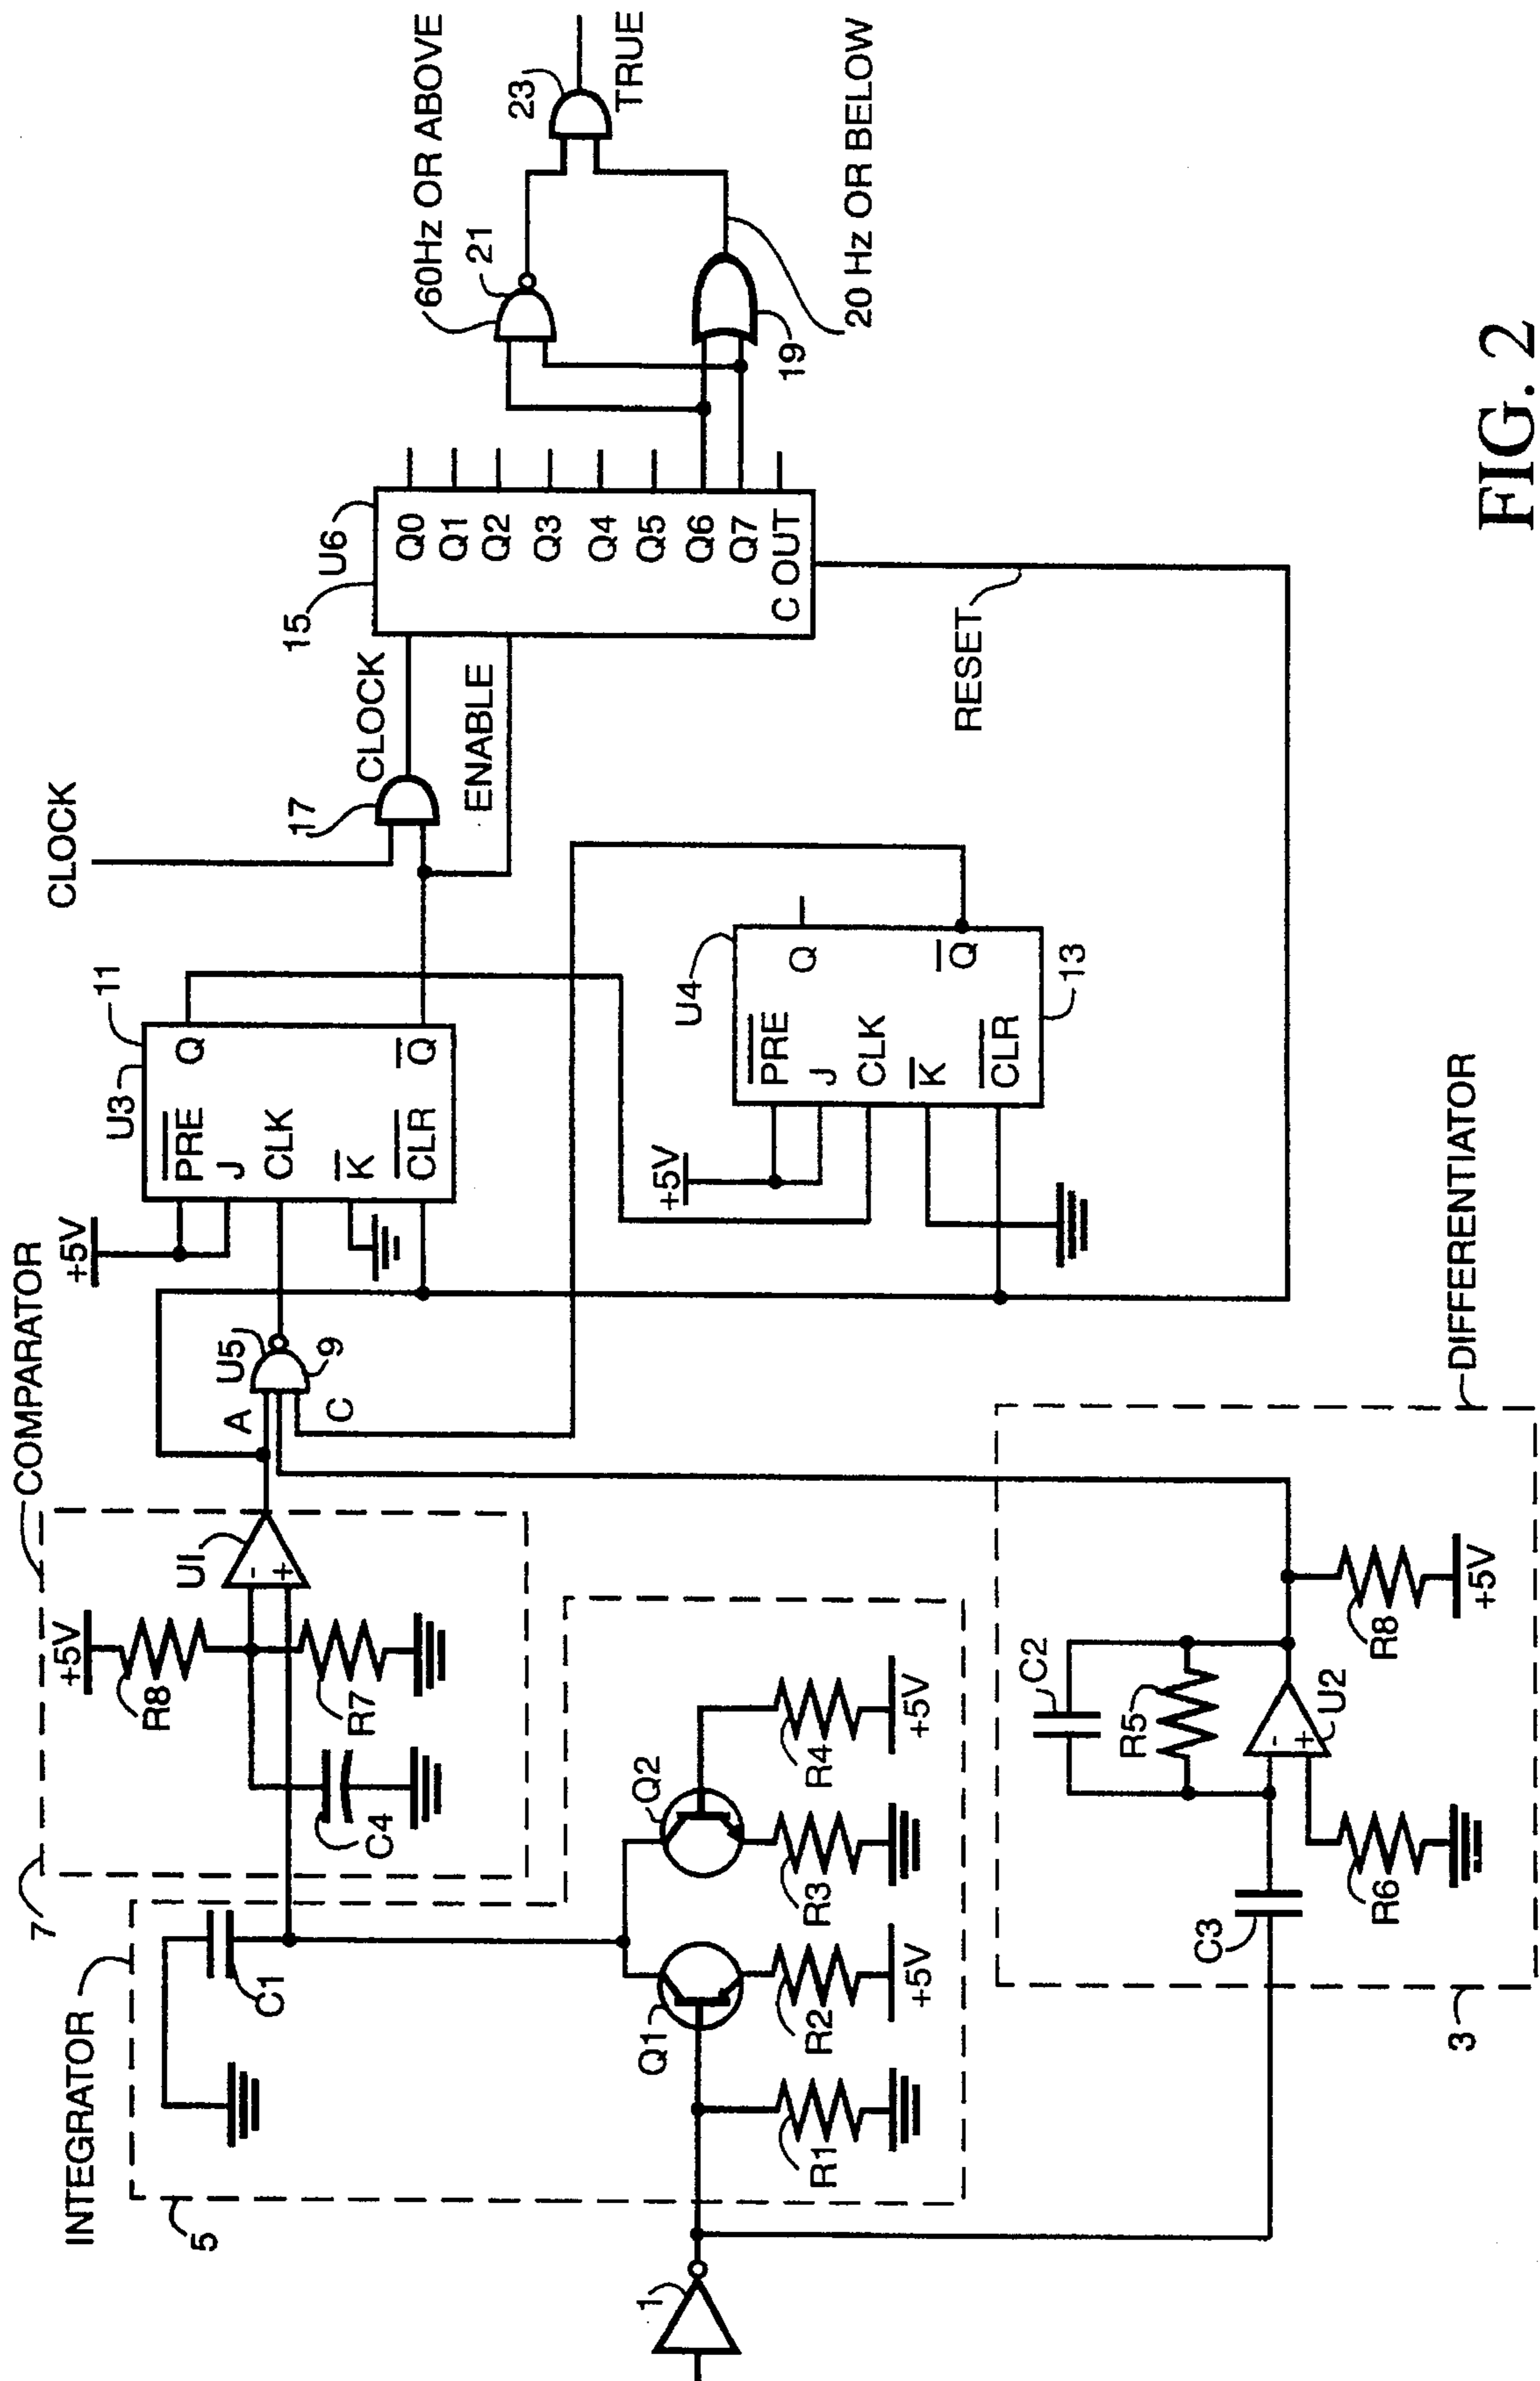 INTEGRATOR
5
C1
1
Q1
R1
R2
+5V
Q2
R3
R4
+5V
7
COMPARATOR
+5V
R8
R7
C4
U1
-
+
A
C
U5
9
+5V
U3
11
PRE
J
CLK
K
CLR
Q
Q
U4
+5V
PRE
J
CLK
K
CLR
Q
Q
13
CLOCK
17
CLOCK
ENABLE
15
U6
Q0
Q1
Q2
Q3
Q4
Q5
Q6
Q7
C OUT
RESET
60Hz OR ABOVE
21
19
20 Hz OR BELOW
23
TRUE
DIFFERENTIATOR
3
C3
C2
R5
U2
-
+
R6
R8
+5V
FIG. 2